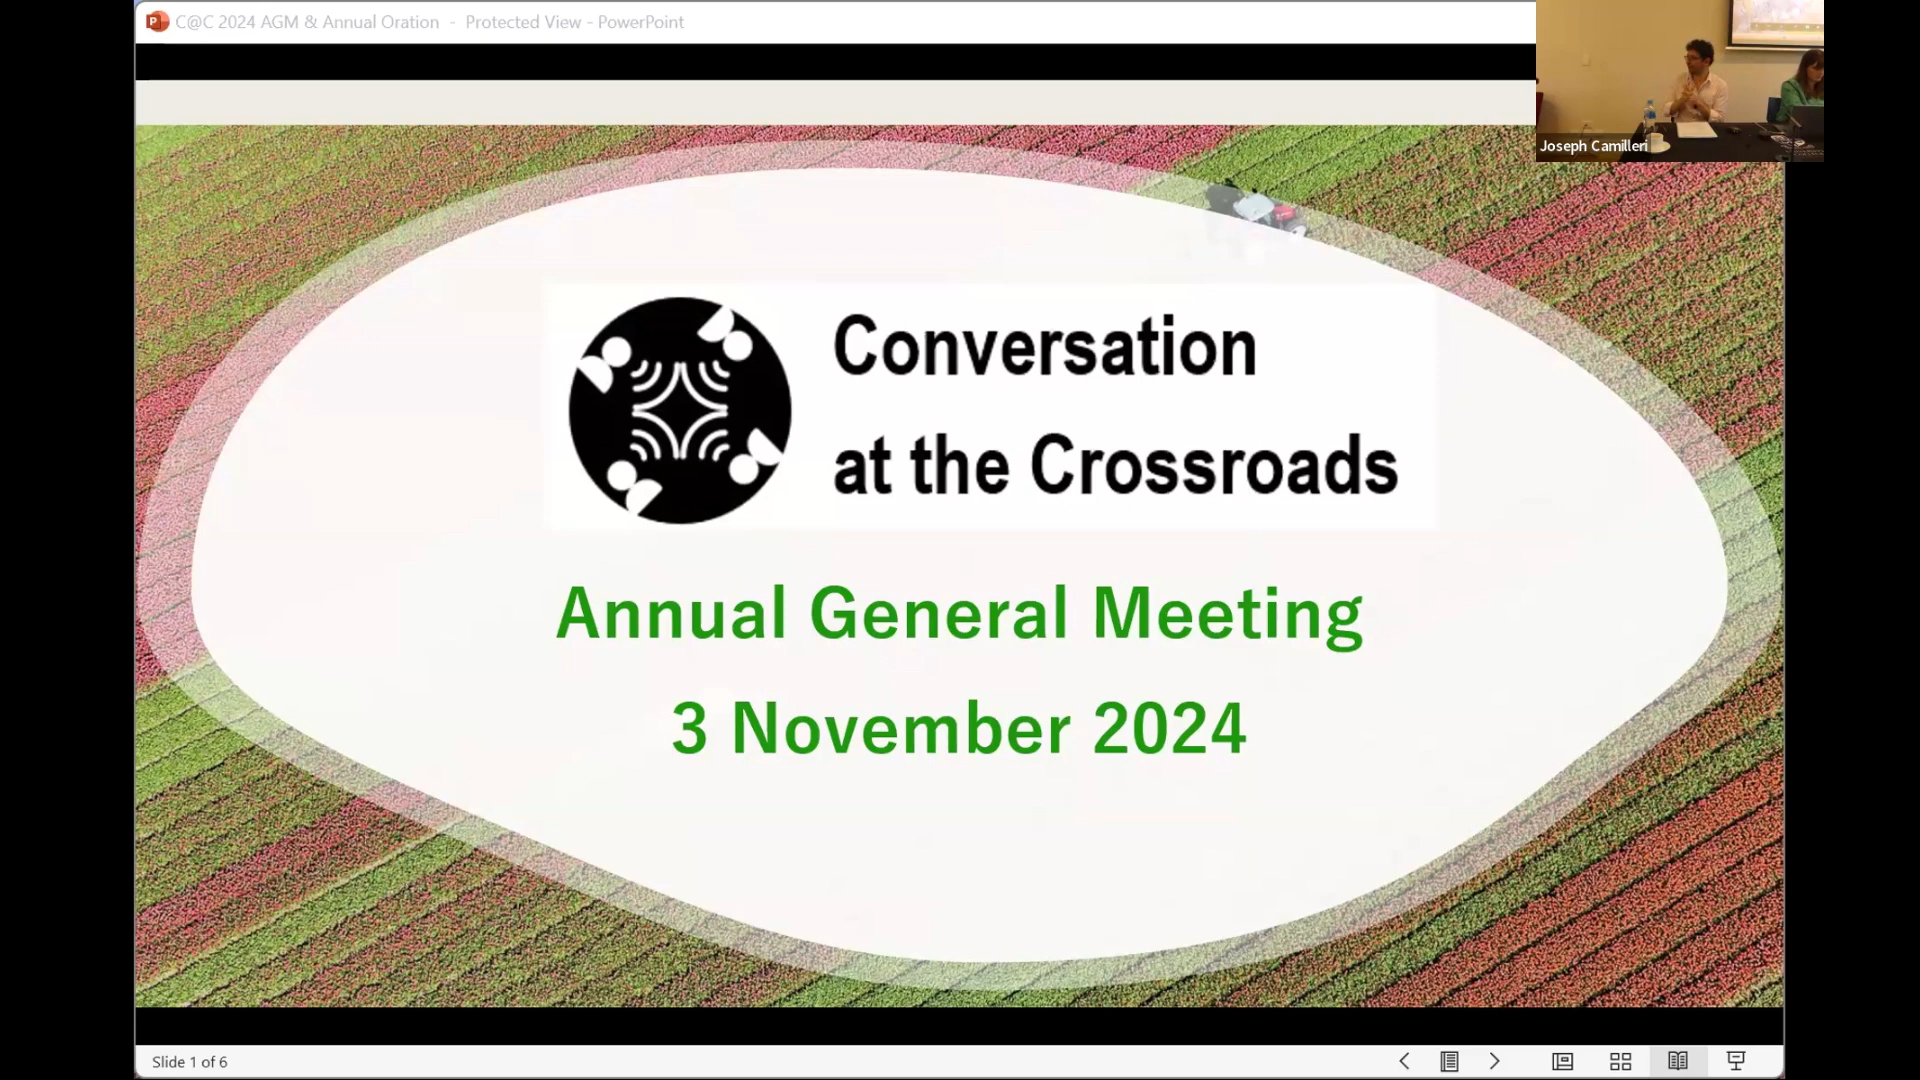 C@C 2024 AGM & Annual Oration - Protected View - PowerPoint
Joseph Camilleri
Conversation
at the Crossroads
Annual General Meeting
3 November 2024
Slide 1 of 6